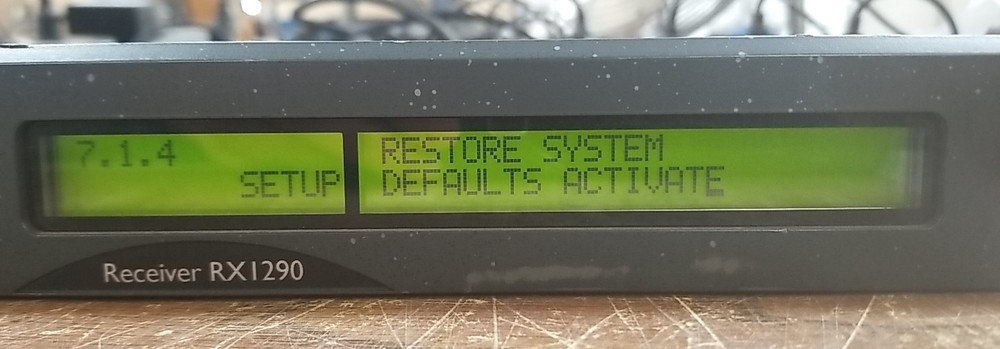 7.1.4
SETUP
RESTORE SYSTEM
DEFAULTS ACTIVATE
Receiver RX1290